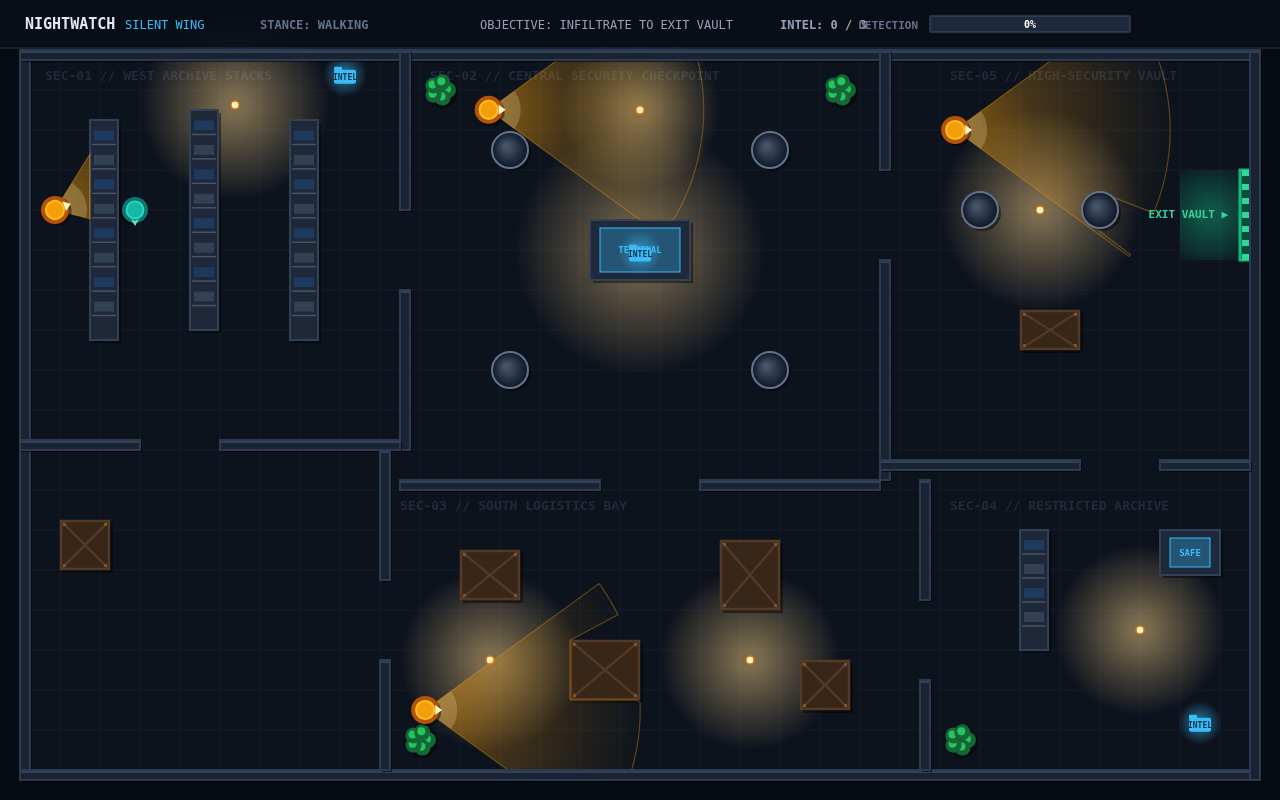 NIGHTWATCH SILENT WING STANCE: WALKING OBJECTIVE: INFILTRATE TO EXIT VAULT INTEL: 0 / 3 DETECTION 0%
SEC-01 // WEST ARCHIVE STACKS
INTEL
SEC-02 // CENTRAL SECURITY CHECKPOINT
SEC-05 // HIGH-SECURITY VAULT
EXIT VAULT ▶
INTEL
SEC-03 // SOUTH LOGISTICS BAY
SEC-04 // RESTRICTED ARCHIVE
SAFE
INTEL